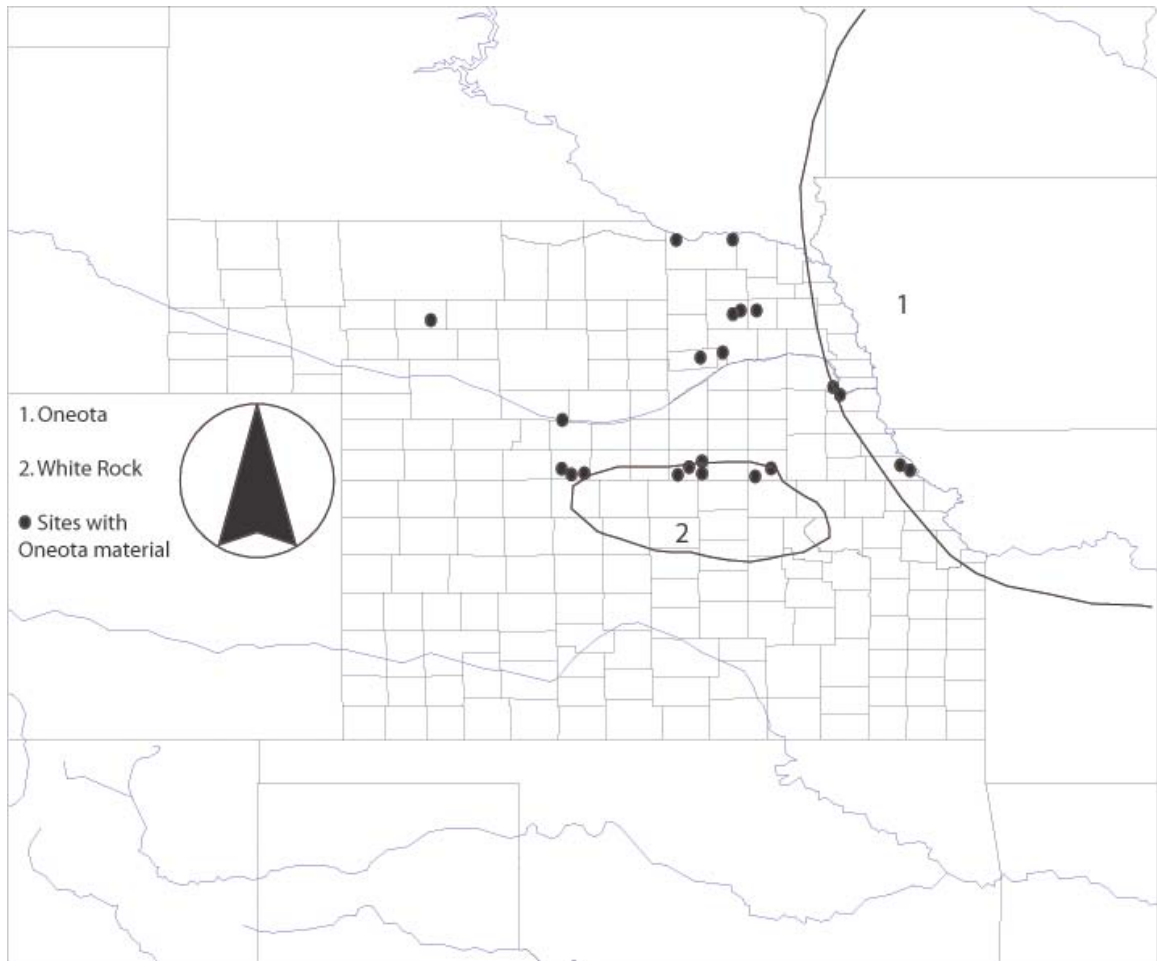 1
1. Oneota
2. White Rock
● Sites with
Oneota material
2